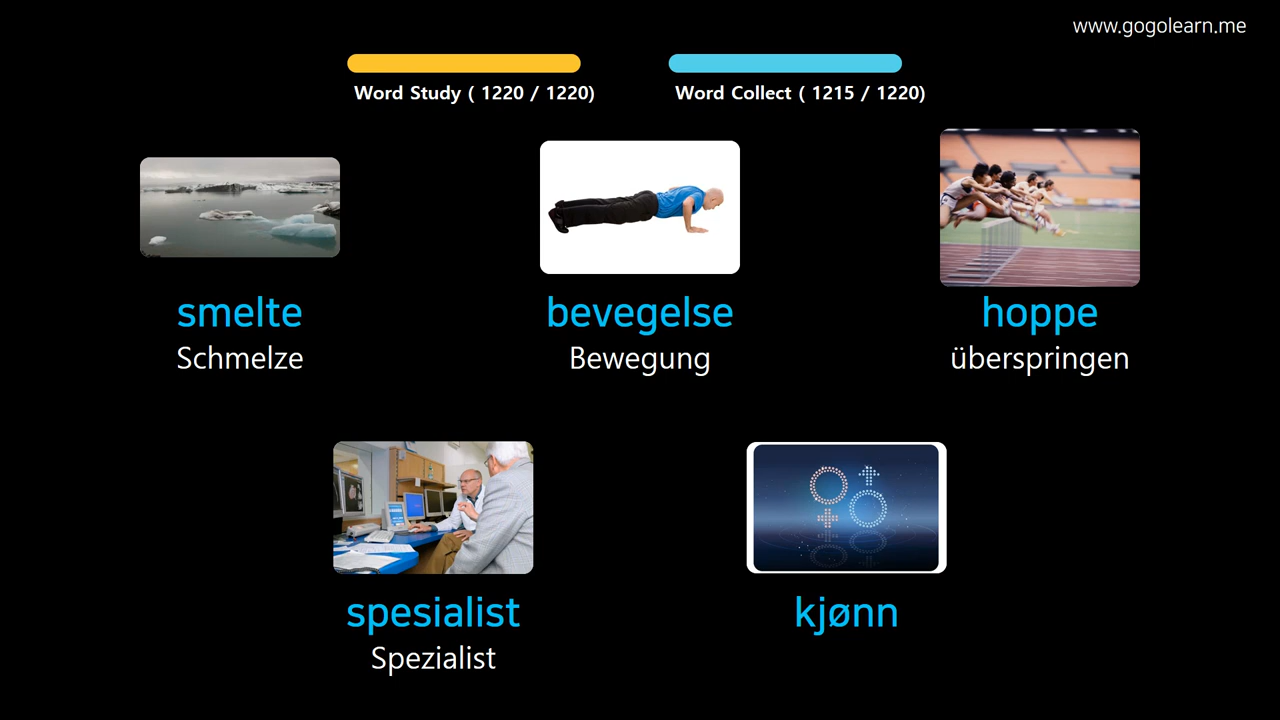 www.gogolearn.me
Word Study ( 1220 / 1220)
Word Collect ( 1215 / 1220)
smelte
Schmelze
bevegelse
Bewegung
hoppe
überspringen
spesialist
Spezialist
kjønn